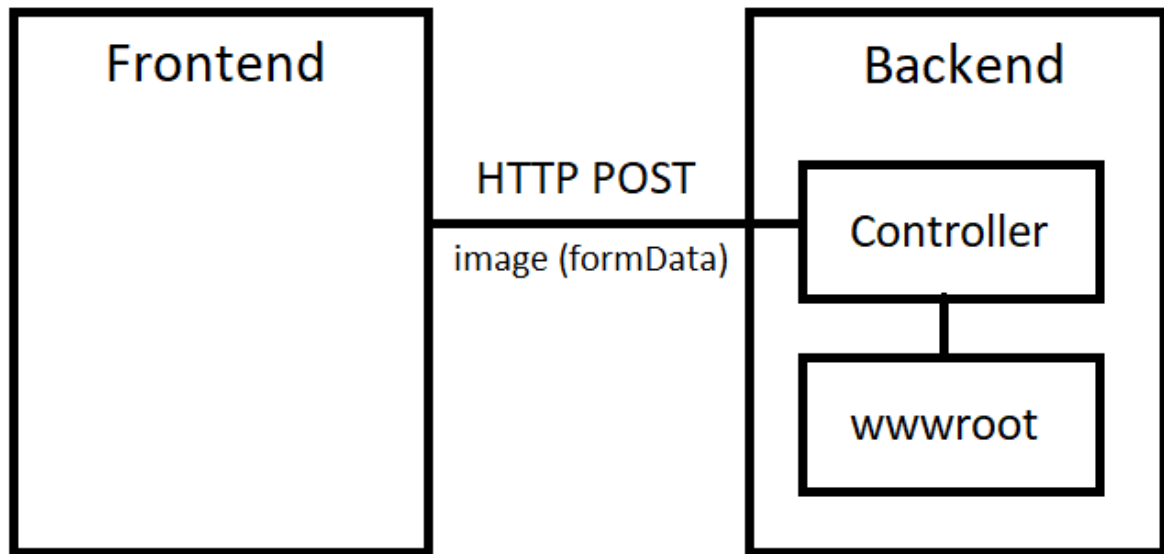 Frontend
HTTP POST
image (formData)
Backend
Controller
wwwroot